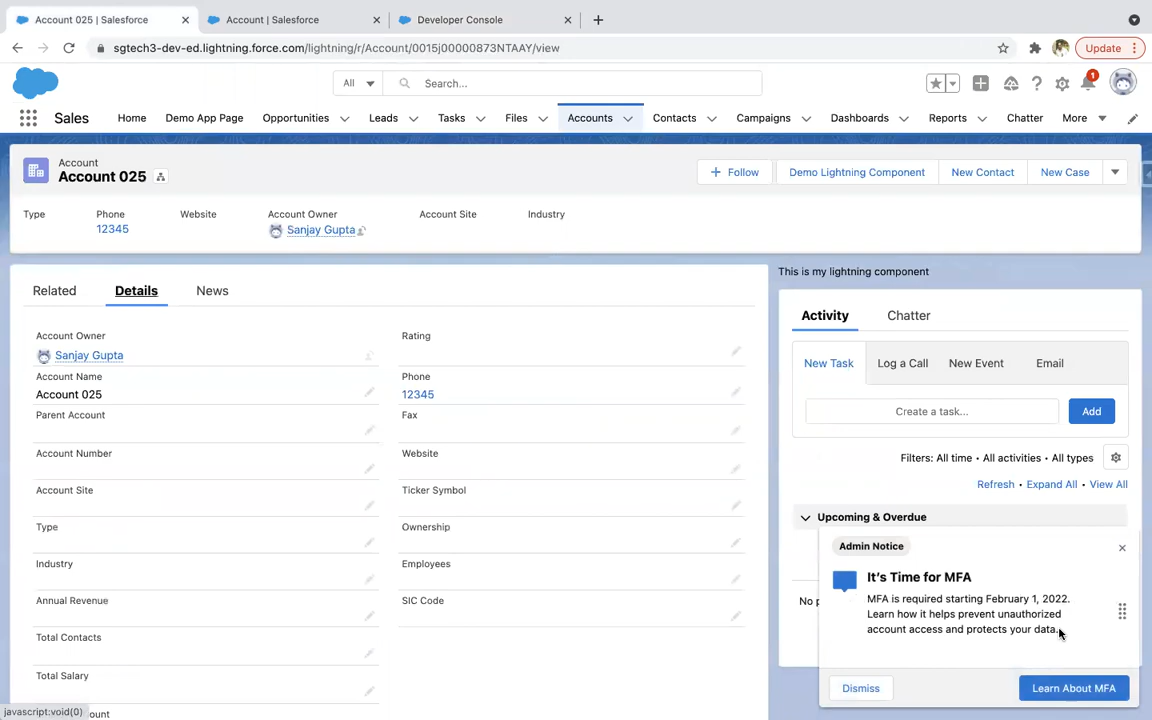 Account 025 | Salesforce
Account | Salesforce
Developer Console
sgtech3-dev-ed.lightning.force.com/lightning/r/Account/0015j00000873NTAAY/view
Update
All
Search...
1
Sales
Home
Demo App Page
Opportunities
Leads
Tasks
Files
Accounts
Contacts
Campaigns
Dashboards
Reports
Chatter
More
Account
Account 025
Follow
Demo Lightning Component
New Contact
New Case
Type
Phone
Website
Account Owner
Account Site
Industry
12345
Sanjay Gupta
Related
Details
News
Account Owner
Sanjay Gupta
Rating
Account Name
Account 025
Phone
12345
Parent Account
Fax
Account Number
Website
Account Site
Ticker Symbol
Type
Ownership
Industry
Employees
Annual Revenue
SIC Code
Total Contacts
Total Salary
ount
javascript:void(0)
This is my lightning component
Activity
Chatter
New Task
Log a Call
New Event
Email
Create a task...
Add
Filters: All time • All activities • All types
Refresh • Expand All • View All
Upcoming & Overdue
No p
Admin Notice
It's Time for MFA
MFA is required starting February 1, 2022.
Learn how it helps prevent unauthorized
account access and protects your data.
Dismiss
Learn About MFA